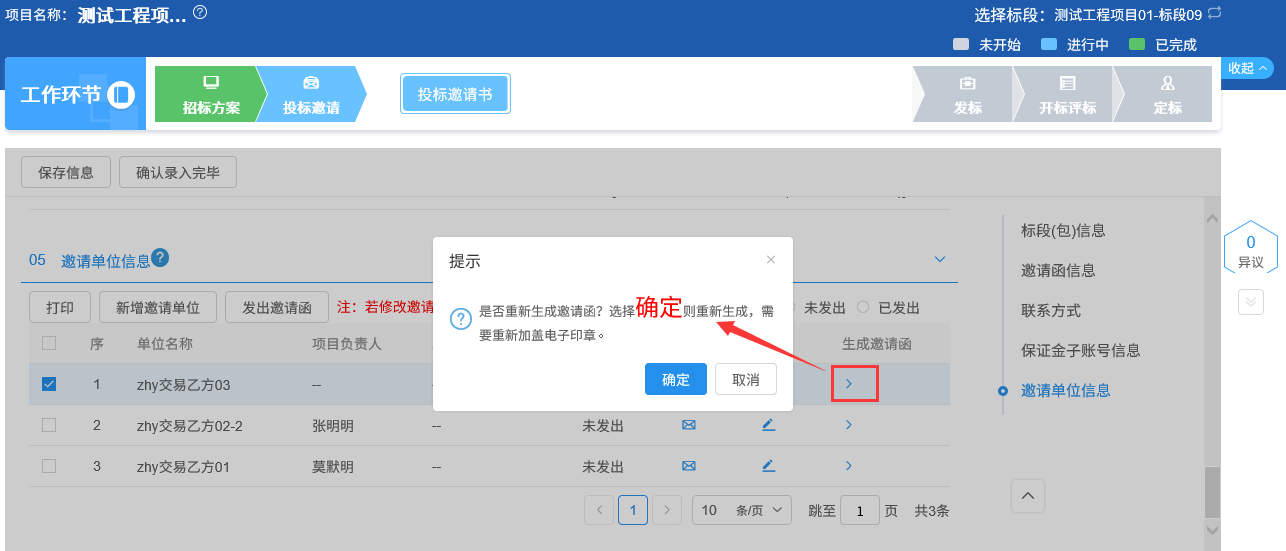 项目名称： 测试工程项...
选择标段： 测试工程项目01-标段09
未开始 进行中 已完成
收起
工作环节
招标方案 投标邀请 投标邀请书 发标 开标评标 定标
保存信息 确认录入完毕
标段(包)信息
邀请函信息
联系方式
保证金子账号信息
邀请单位信息
0
异议
05 邀请单位信息
打印 新增邀请单位 发出邀请函 注：若修改邀请 未发出 已发出
序 单位名称 项目负责人 生成邀请函
1 zhy交易乙方03 --
2 zhy交易乙方02-2 张明明 -- 未发出
3 zhy交易乙方01 莫默明 -- 未发出
提示
是否重新生成邀请函？选择确定则重新生成，需
要重新加盖电子印章。
确定 取消
1 10 条/页 跳至 1 页 共3条